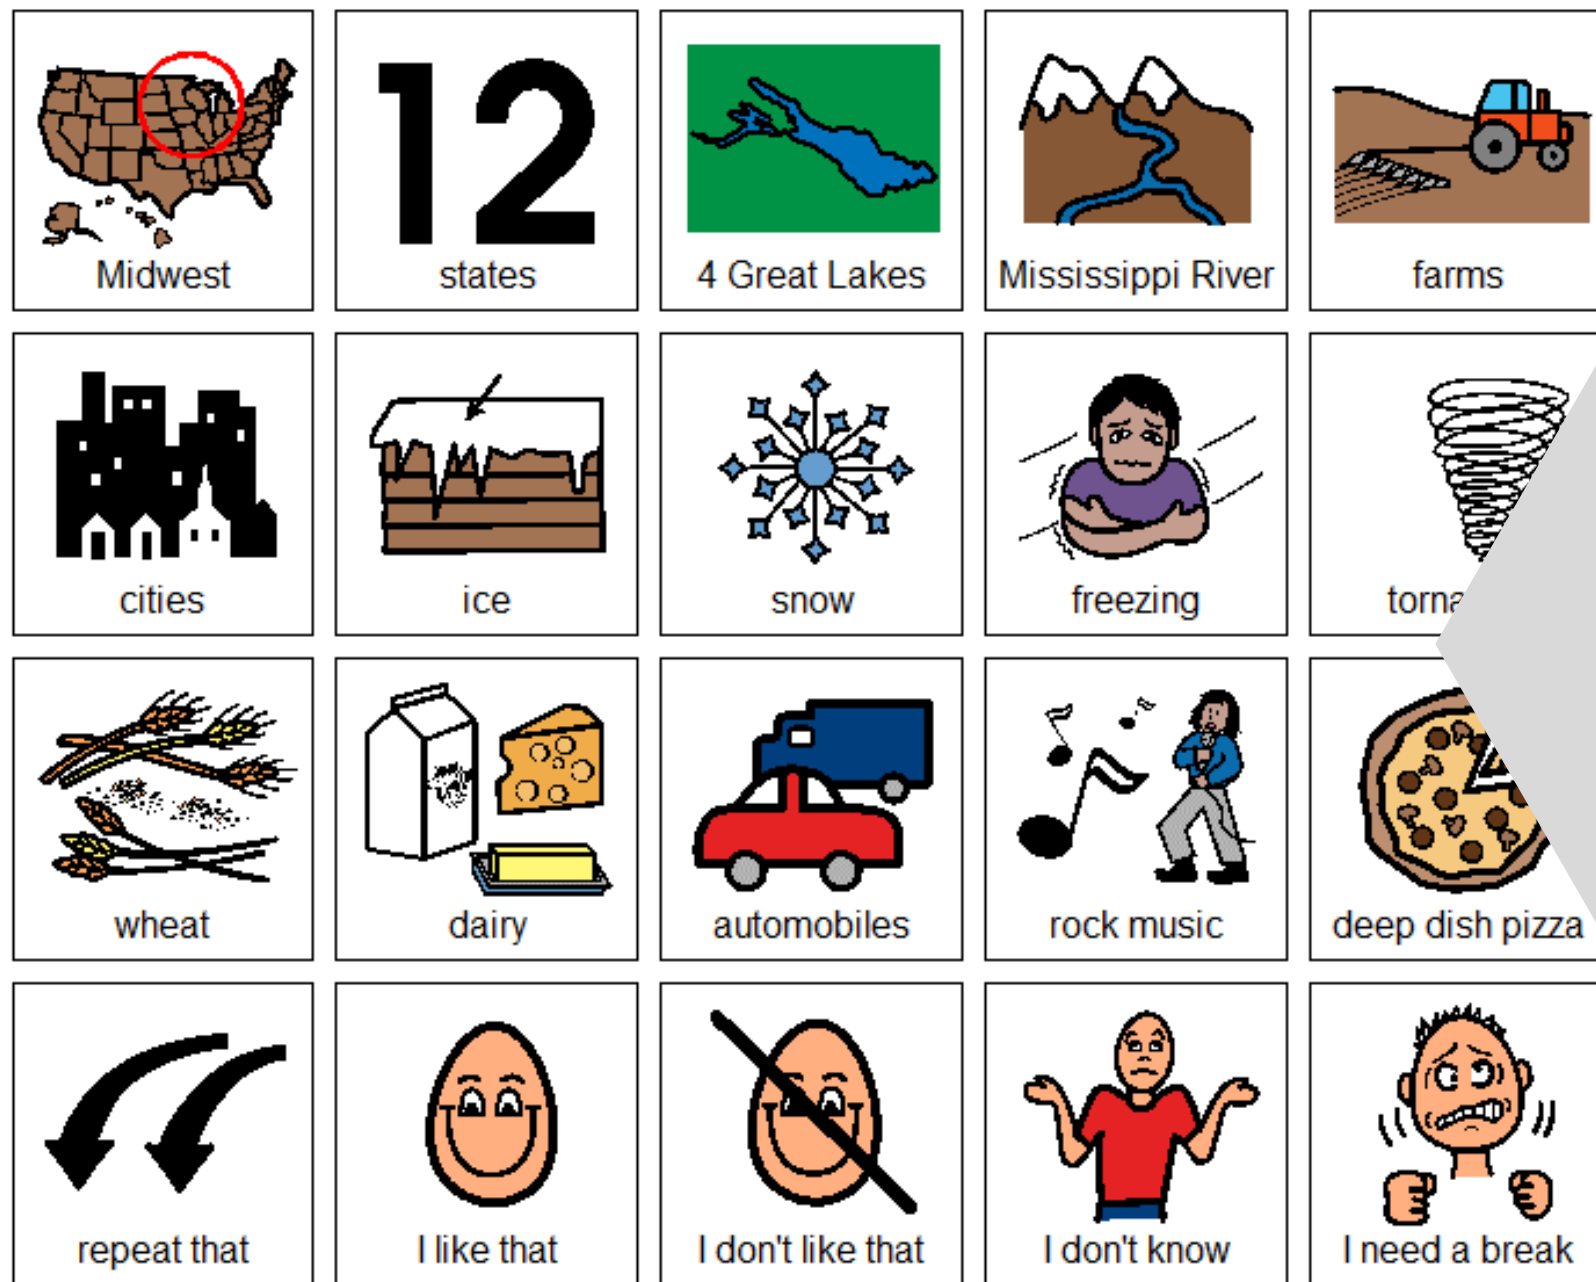 Midwest
12
states
4 Great Lakes
Mississippi River
farms
cities
ice
snow
freezing
wheat
dairy
automobiles
rock music
deep dish pizza
repeat that
I like that
I don't like that
I don't know
I need a break